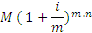 M ( 1 + i/m )^{m.n}